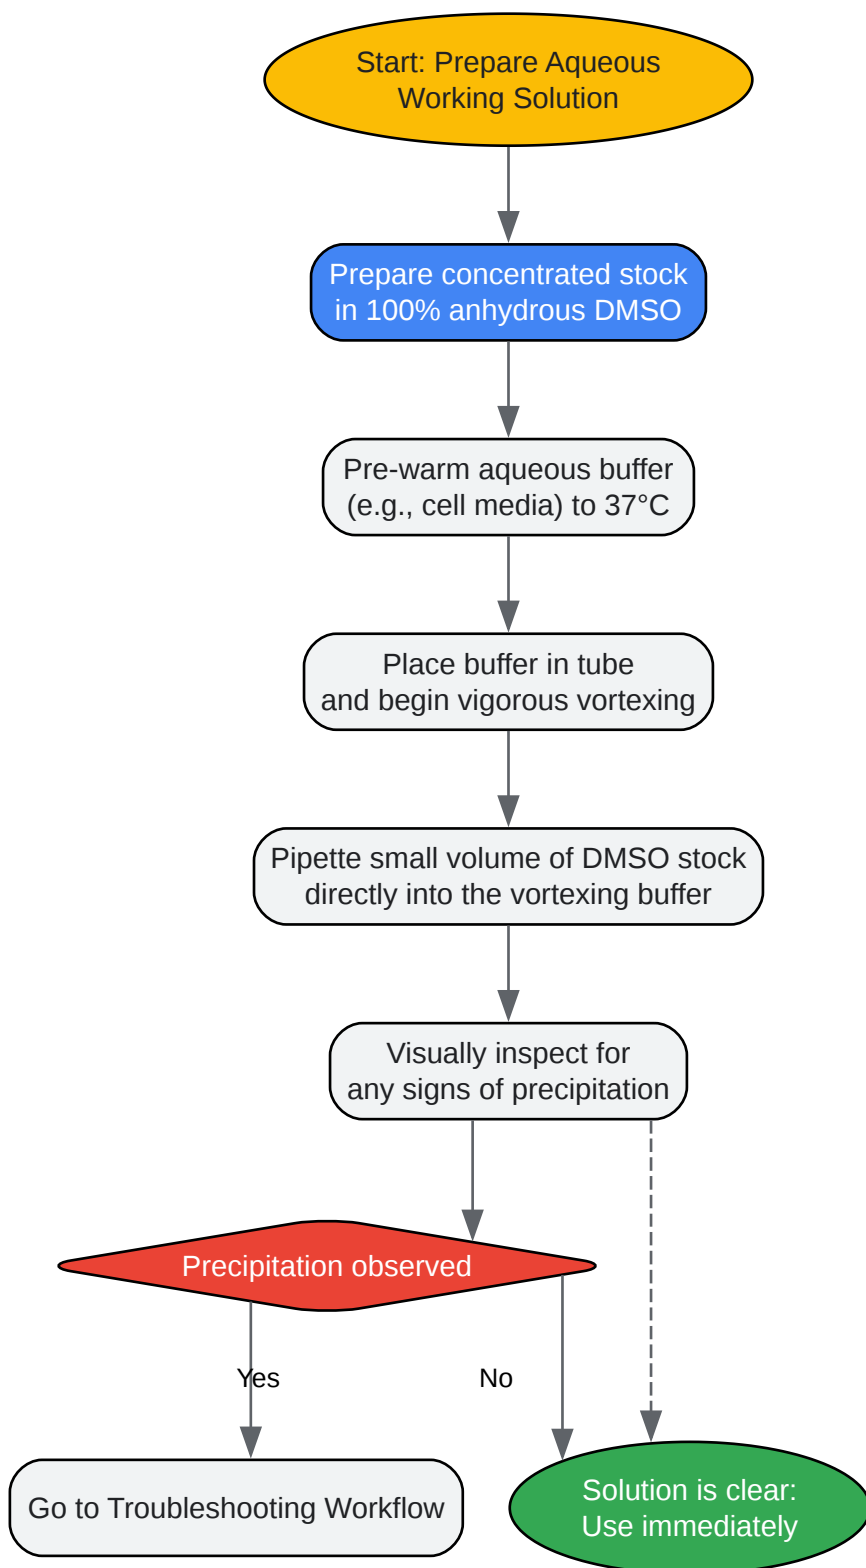 Start: Prepare Aqueous
Working Solution
Prepare concentrated stock
in 100% anhydrous DMSO
Pre-warm aqueous buffer
(e.g., cell media) to 37°C
Place buffer in tube
and begin vigorous vortexing
Pipette small volume of DMSO stock
directly into the vortexing buffer
Visually inspect for
any signs of precipitation
Precipitation observed
Yes
No
Go to Troubleshooting Workflow
Solution is clear:
Use immediately